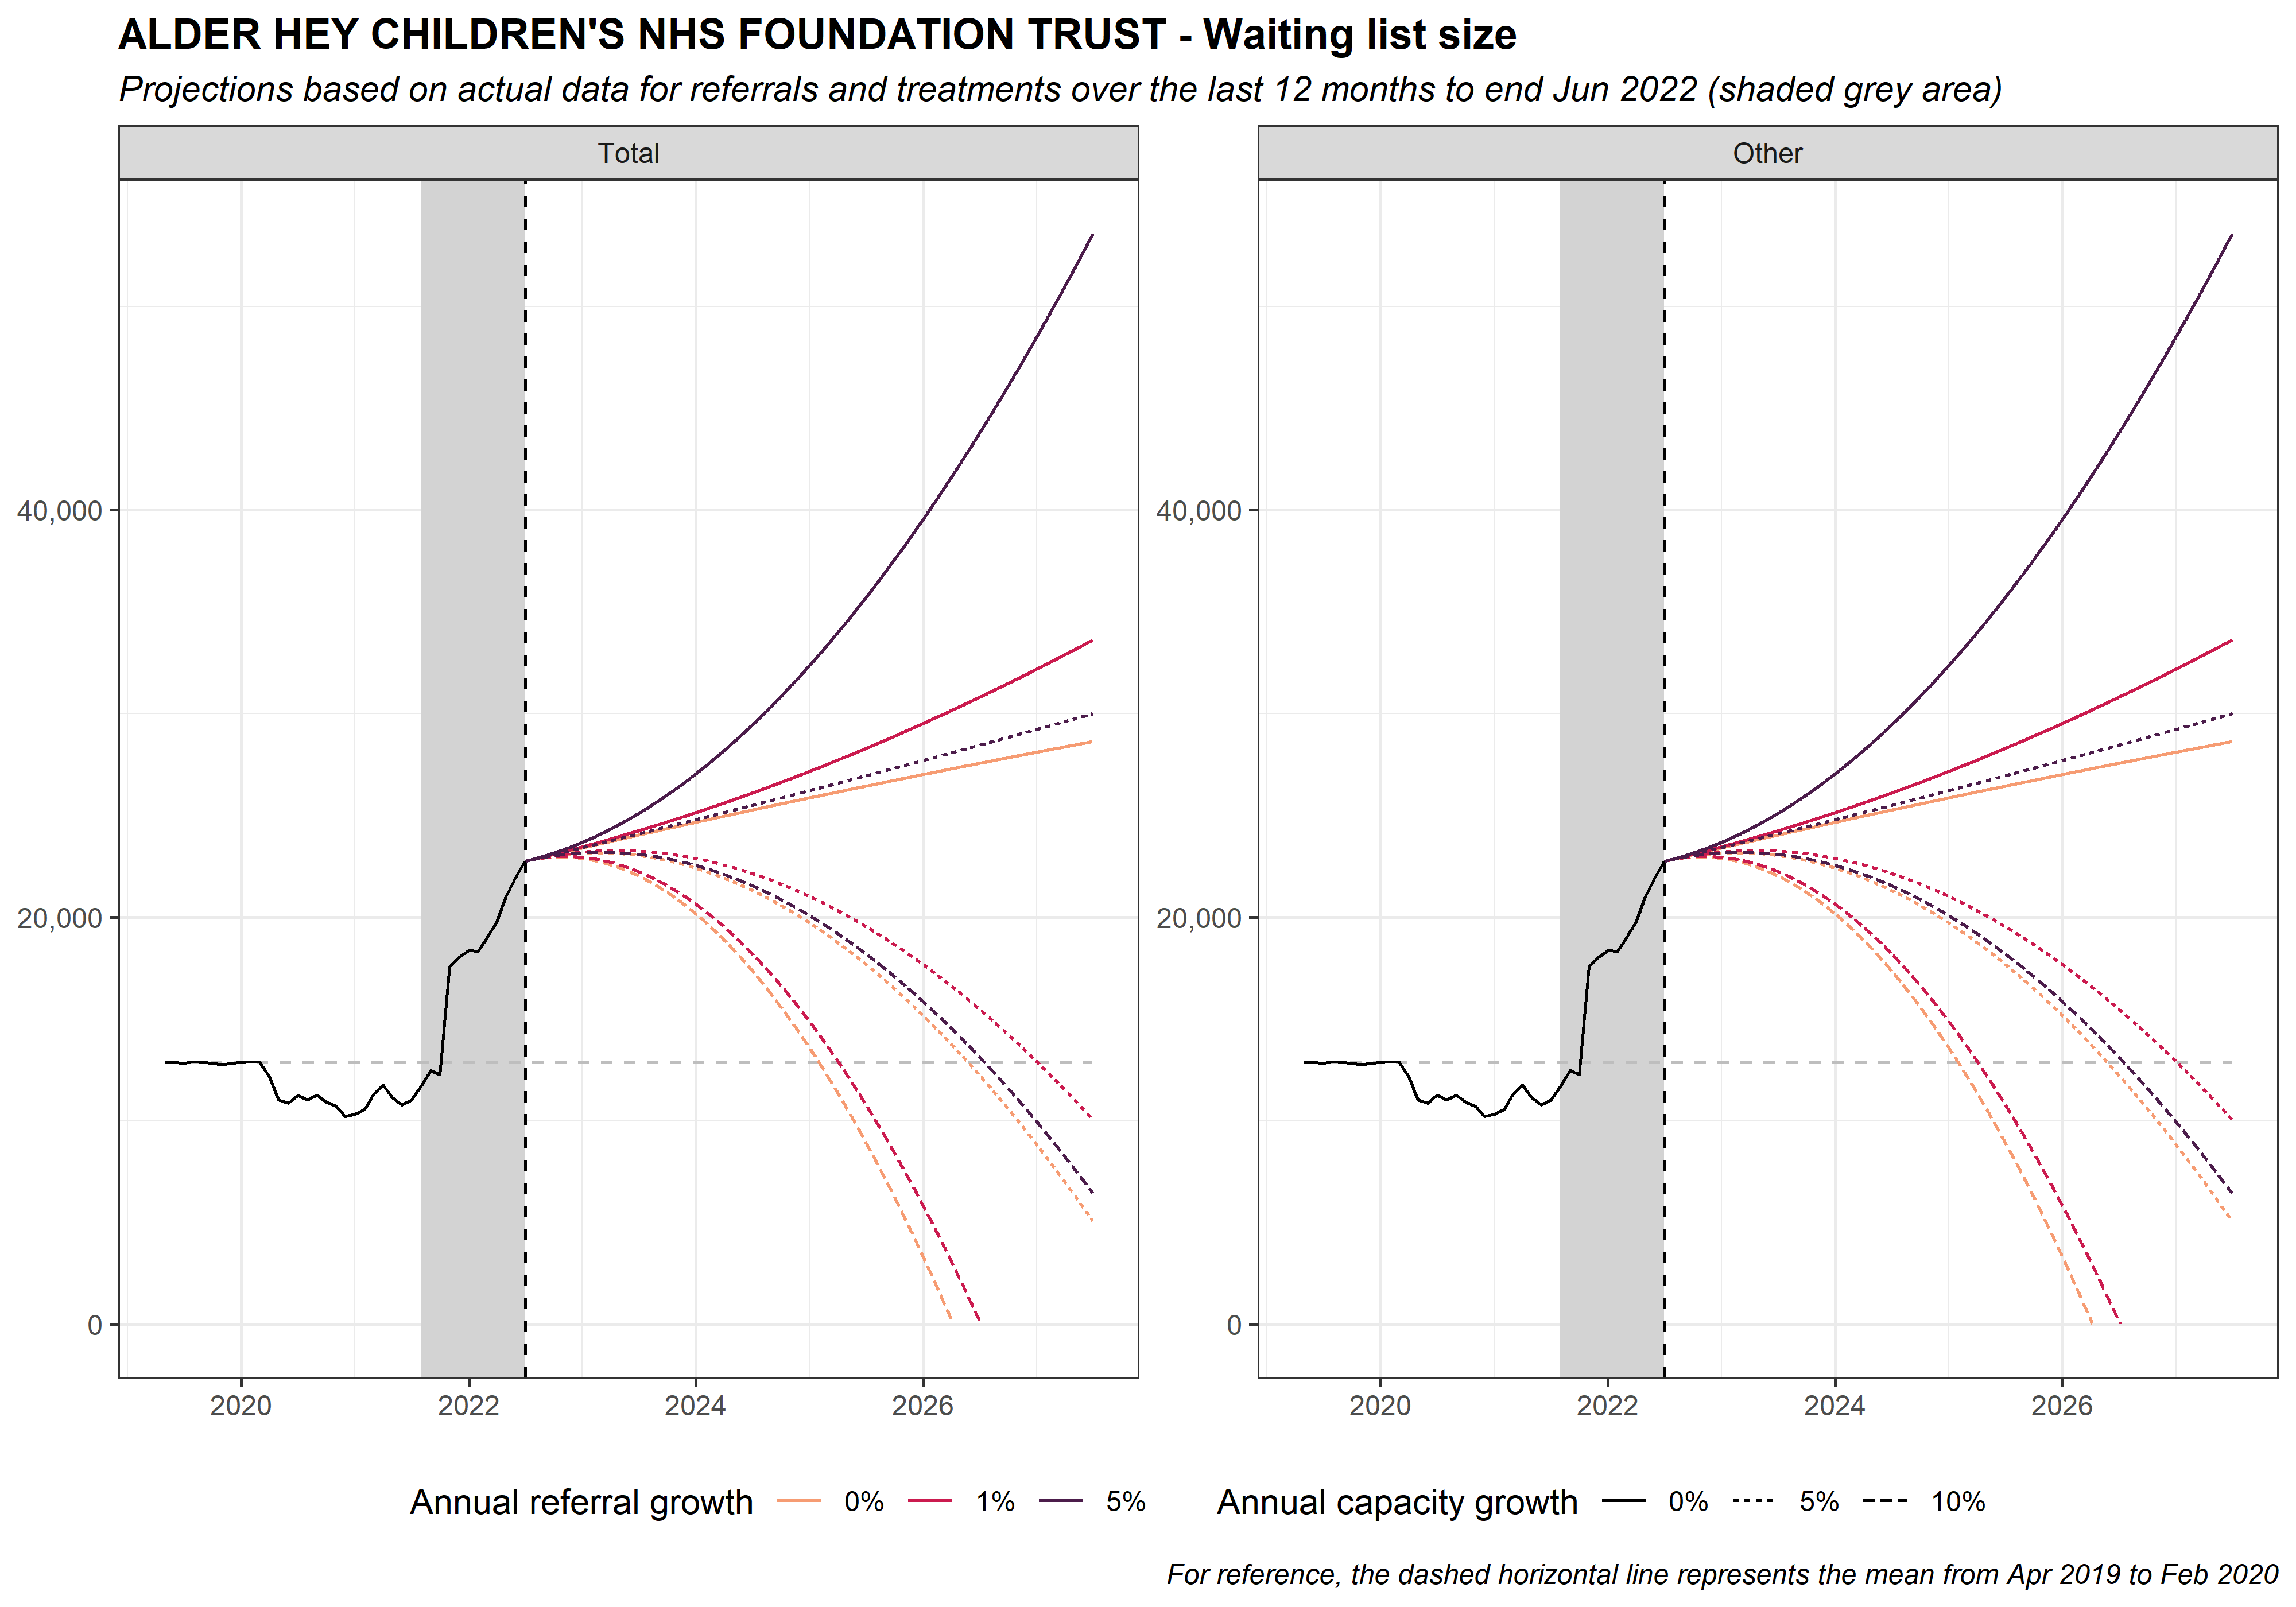 ALDER HEY CHILDREN'S NHS FOUNDATION TRUST - Waiting list size
Projections based on actual data for referrals and treatments over the last 12 months to end Jun 2022 (shaded grey area)
Total
Other
40,000
20,000
0
40,000
20,000
0
2020 2022 2024 2026
2020 2022 2024 2026
Annual referral growth 0% 1% 5%
Annual capacity growth 0% 5% 10%
For reference, the dashed horizontal line represents the mean from Apr 2019 to Feb 2020